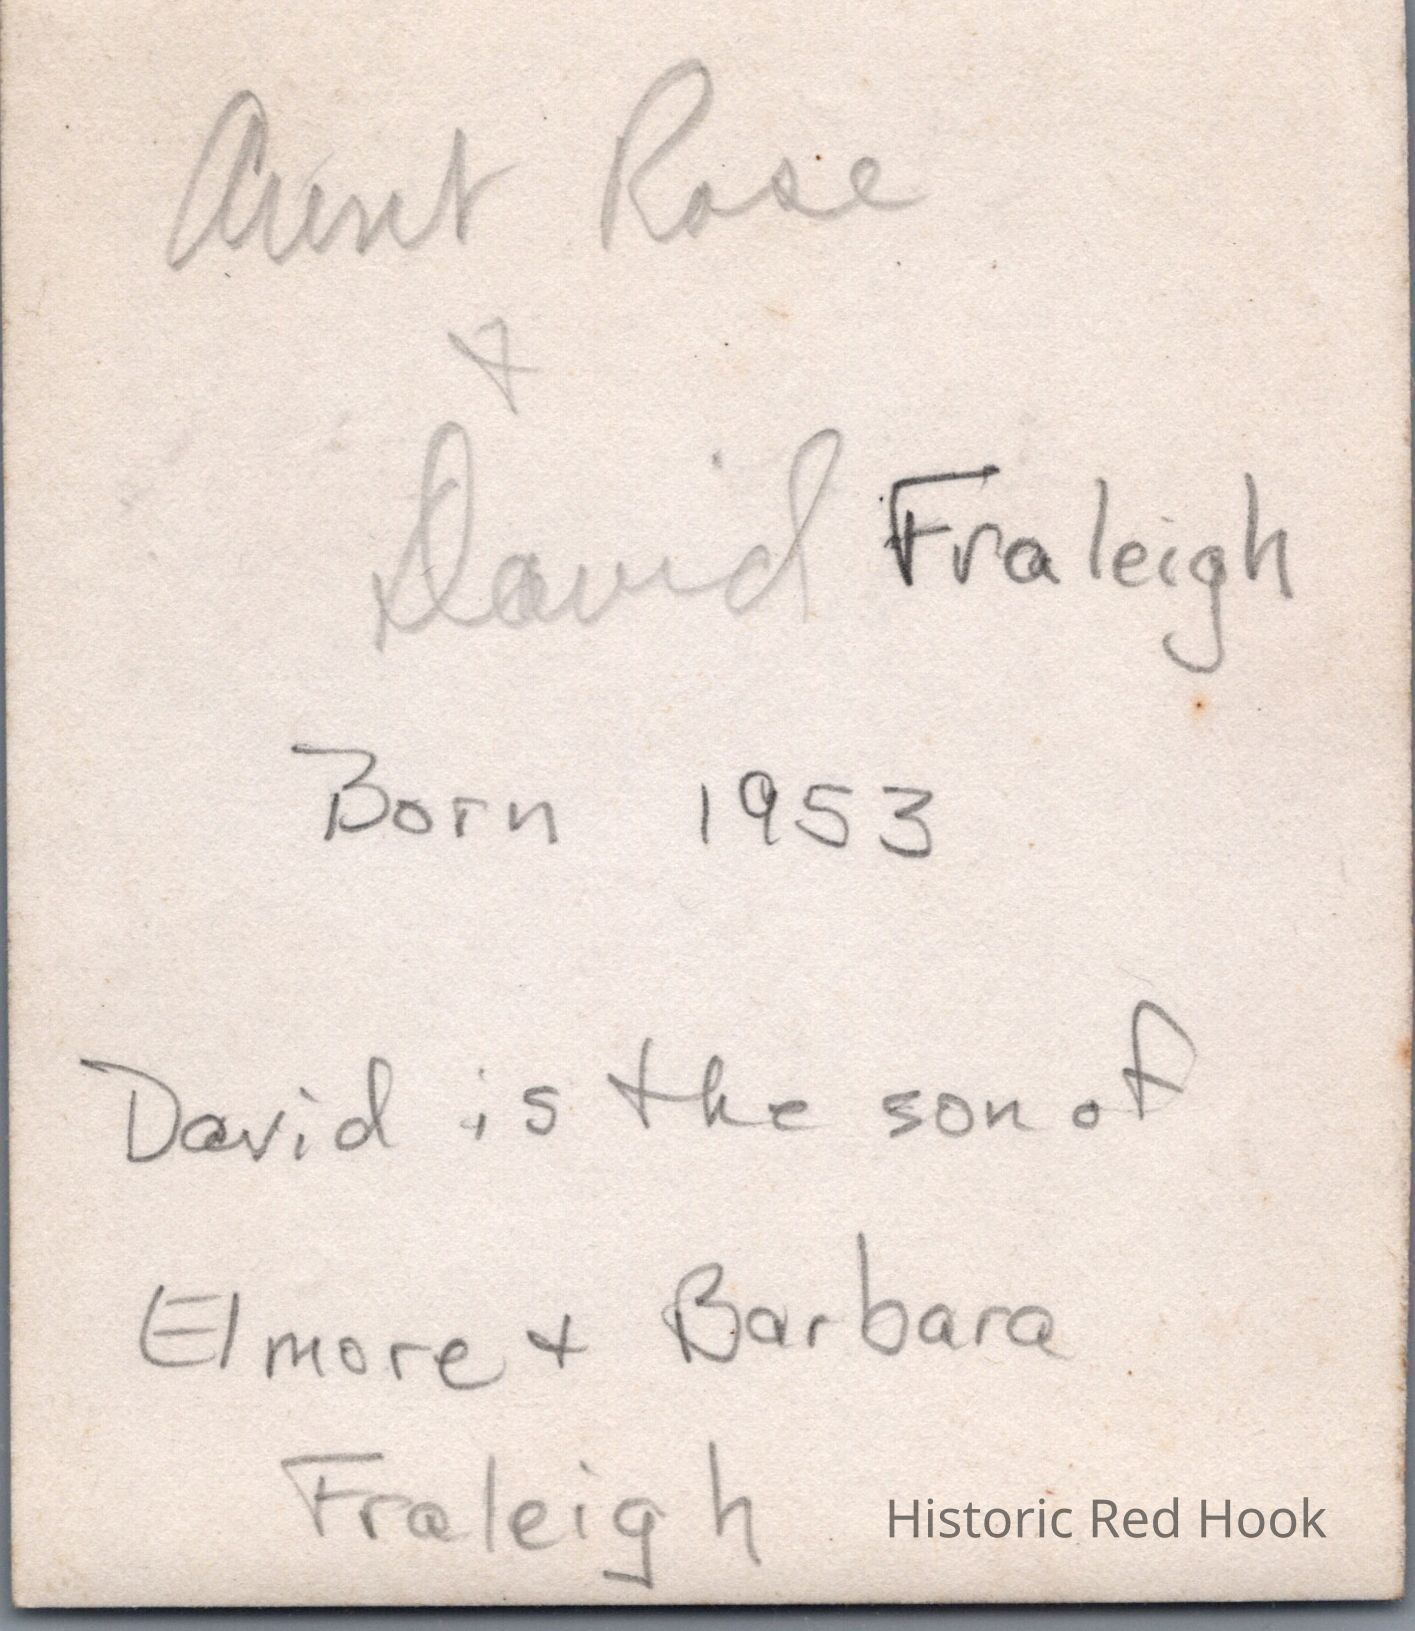 Aunt Rose
+
David Fraleigh
Born 1953
David is the son of
Elmore + Barbara
Fraleigh
Historic Red Hook